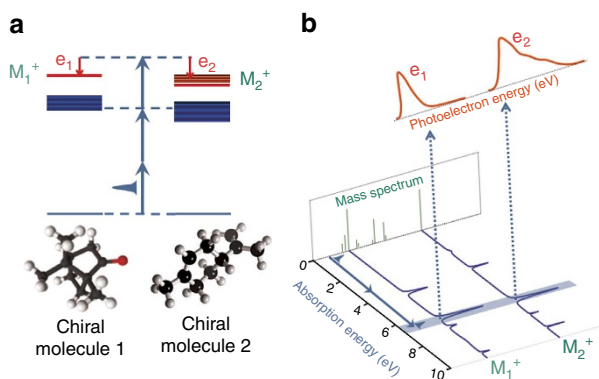 a
e1
e2
M1+
M2+
Chiral
molecule 1
Chiral
molecule 2
b
e1
e2
Photoelectron energy (eV)
Mass spectrum
0
2
4
6
8
10
Absorption energy (eV)
M1+
M2+